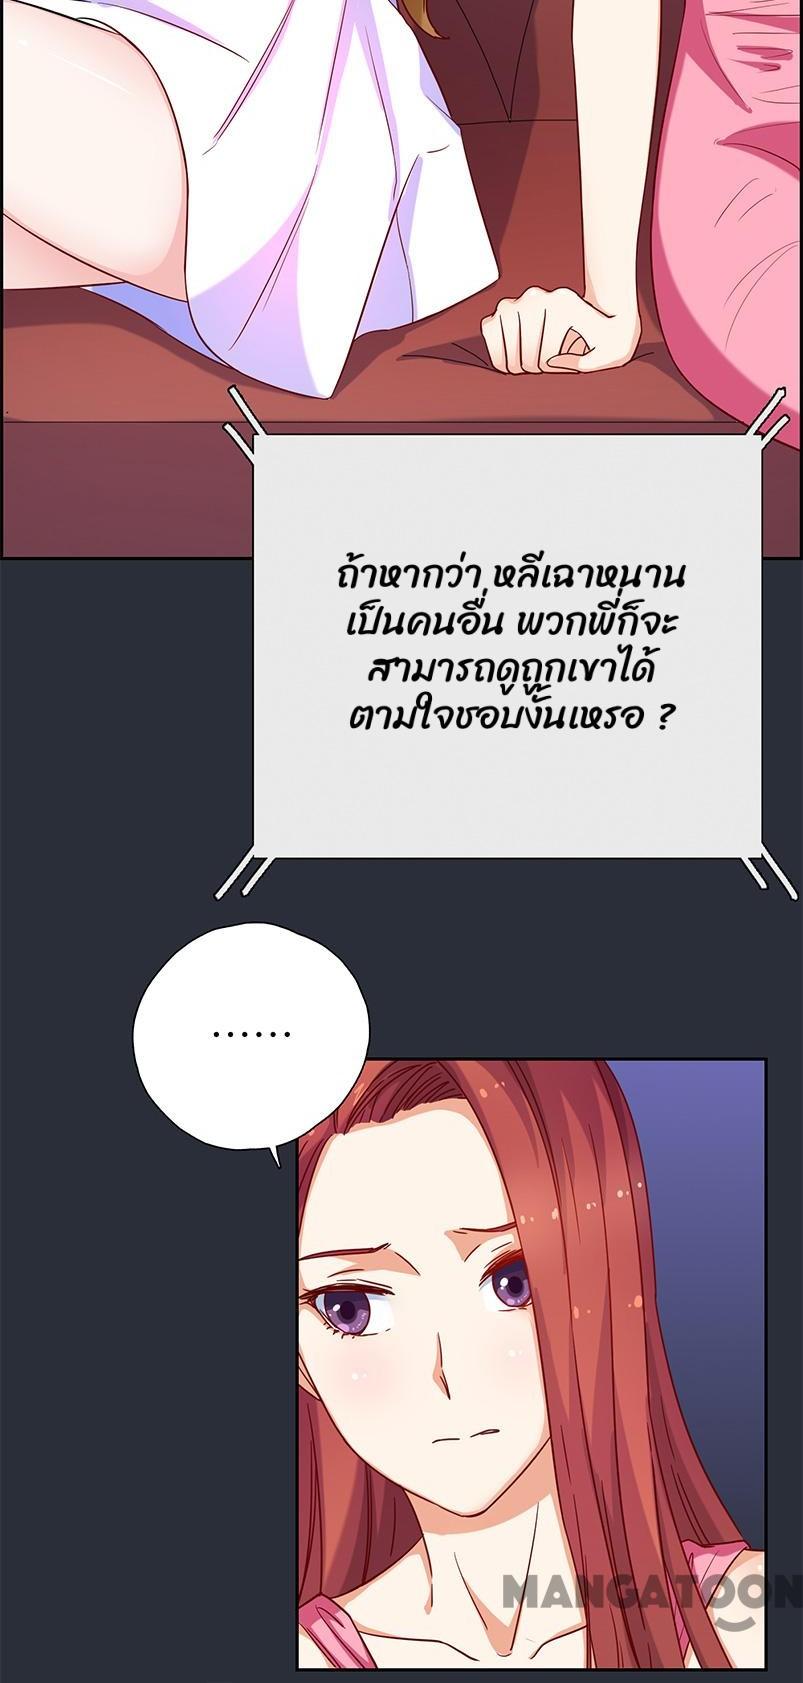 ถ้าหากว่า หลีเฉาหนาน
เป็นคนอื่น พวกพี่ก็จะ
สามารถดูถูกเขาได้
ตามใจชอบงั้นเหรอ ?
......
MANGATOON